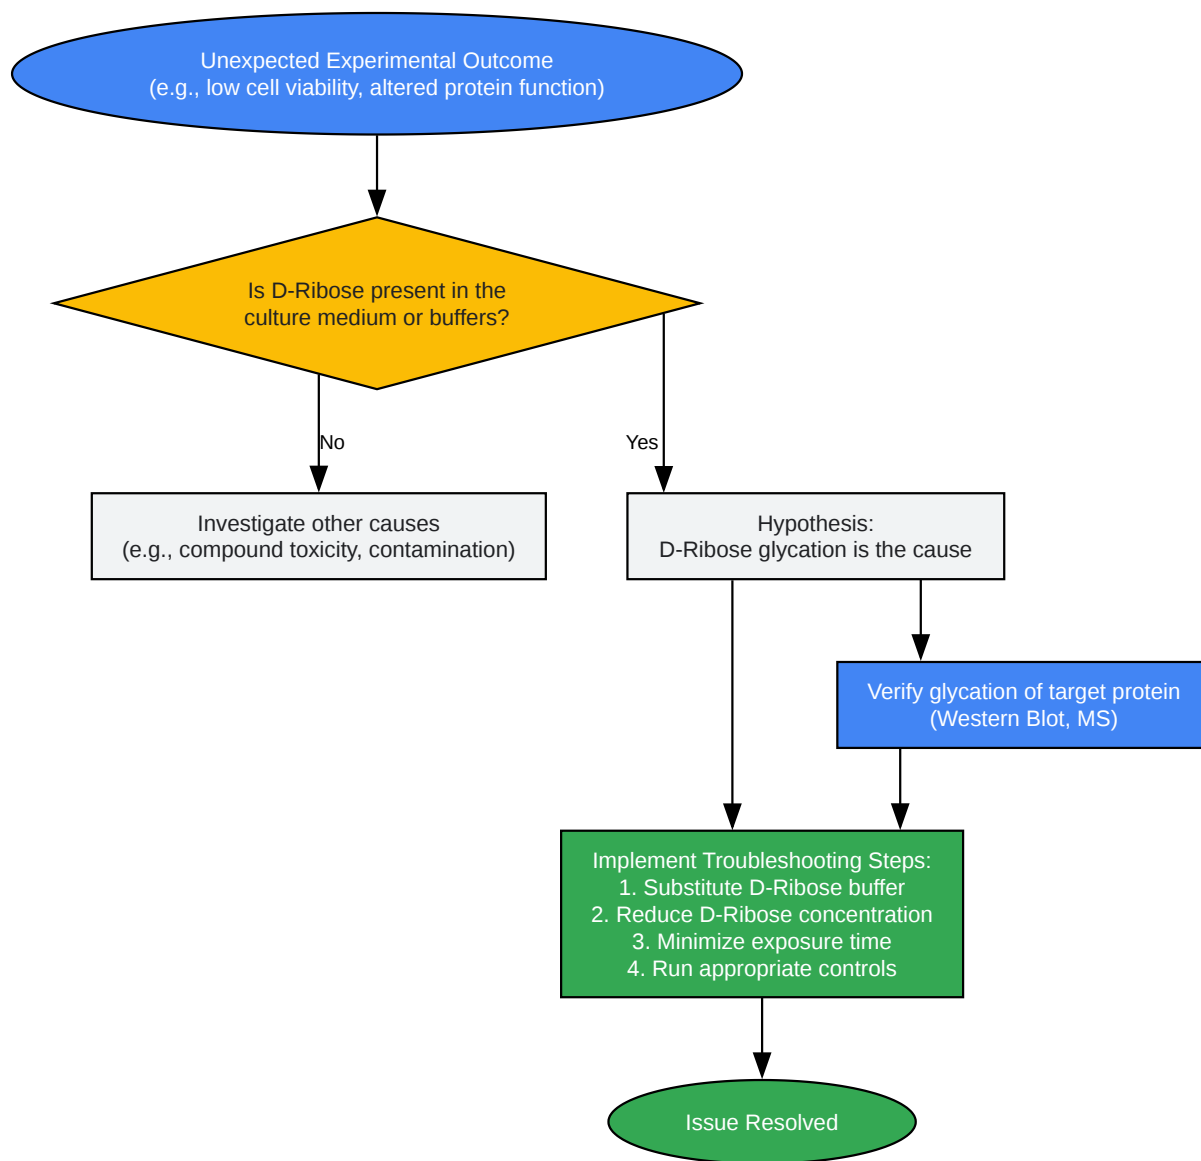 Unexpected Experimental Outcome
(e.g., low cell viability, altered protein function)
Is D-Ribose present in the
culture medium or buffers?
No
Yes
Investigate other causes
(e.g., compound toxicity, contamination)
Hypothesis:
D-Ribose glycation is the cause
Verify glycation of target protein
(Western Blot, MS)
Implement Troubleshooting Steps:
1. Substitute D-Ribose buffer
2. Reduce D-Ribose concentration
3. Minimize exposure time
4. Run appropriate controls
Issue Resolved